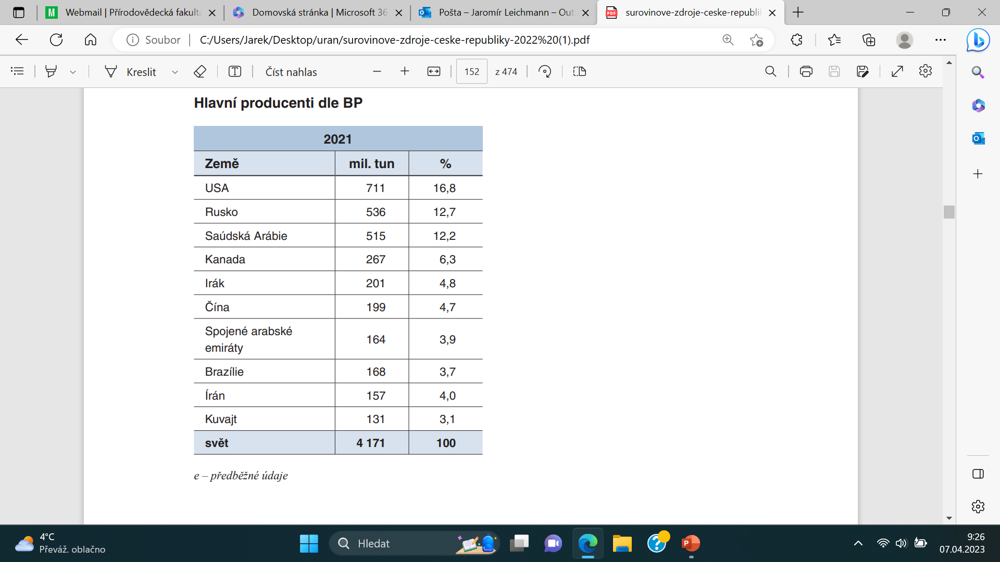 Webmail | Přírodovědecká fakulta
Domovská stránka | Microsoft 36
Pošta – Jaromír Leichmann – Out
surovinove-zdroje-ceske-republi
Soubor
C:/Users/Jarek/Desktop/uran/surovinove-zdroje-ceske-republiky-2022%20(1).pdf
Kreslit
Číst nahlas
152
z 474
Hlavní producenti dle BP
2021
Země mil. tun %
USA 711 16,8
Rusko 536 12,7
Saúdská Arábie 515 12,2
Kanada 267 6,3
Irák 201 4,8
Čína 199 4,7
Spojené arabské
emiráty 164 3,9
Brazílie 168 3,7
Írán 157 4,0
Kuvajt 131 3,1
svět 4 171 100
e – předběžné údaje
4°C
Převáž. oblačno
Hledat
9:26
07.04.2023